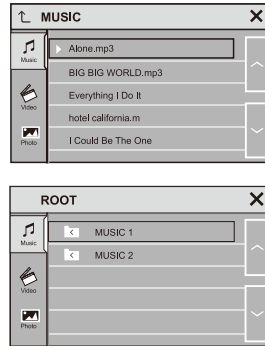 MUSIC
Music
Alone.mp3
BIG BIG WORLD.mp3
Everything I Do It
Video
hotel california.m
Photo
I Could Be The One
ROOT
Music
MUSIC 1
MUSIC 2
Video
Photo